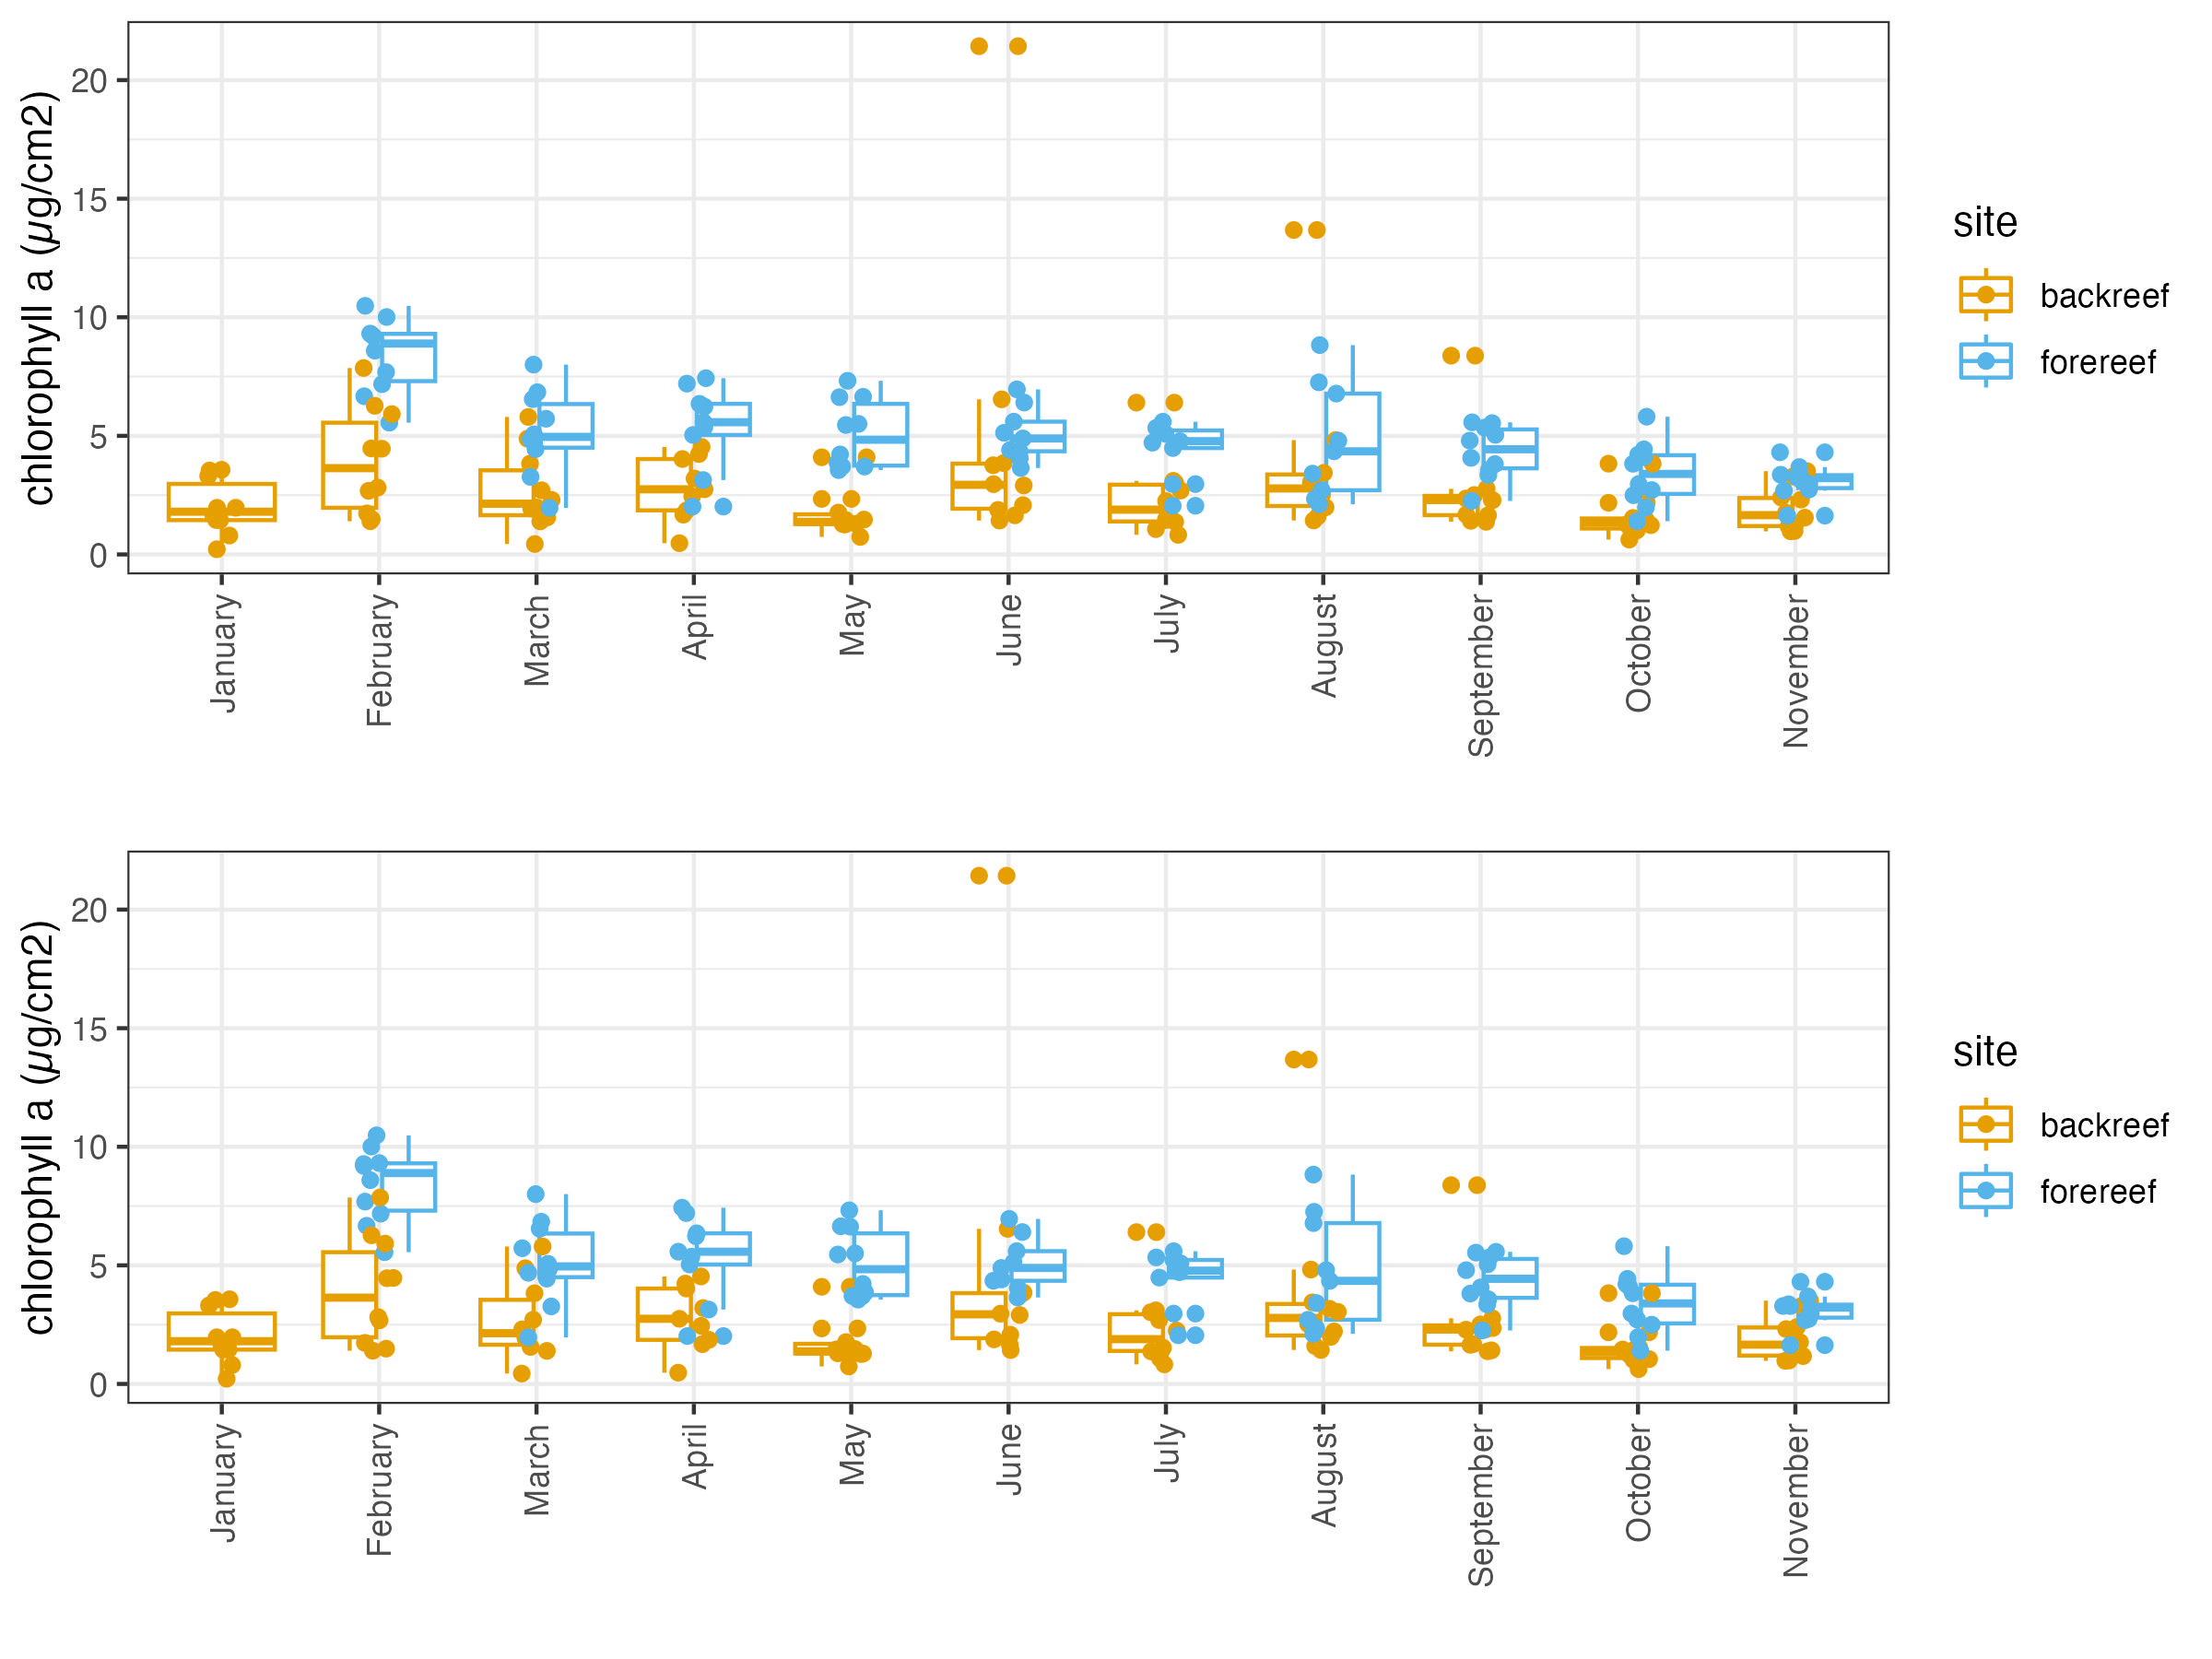 chlorophyll a (µg/cm2)
20
15
10
5
0
January
February
March
April
May
June
July
August
September
October
November
site
backreef
forereef
chlorophyll a (µg/cm2)
20
15
10
5
0
January
February
March
April
May
June
July
August
September
October
November
site
backreef
forereef